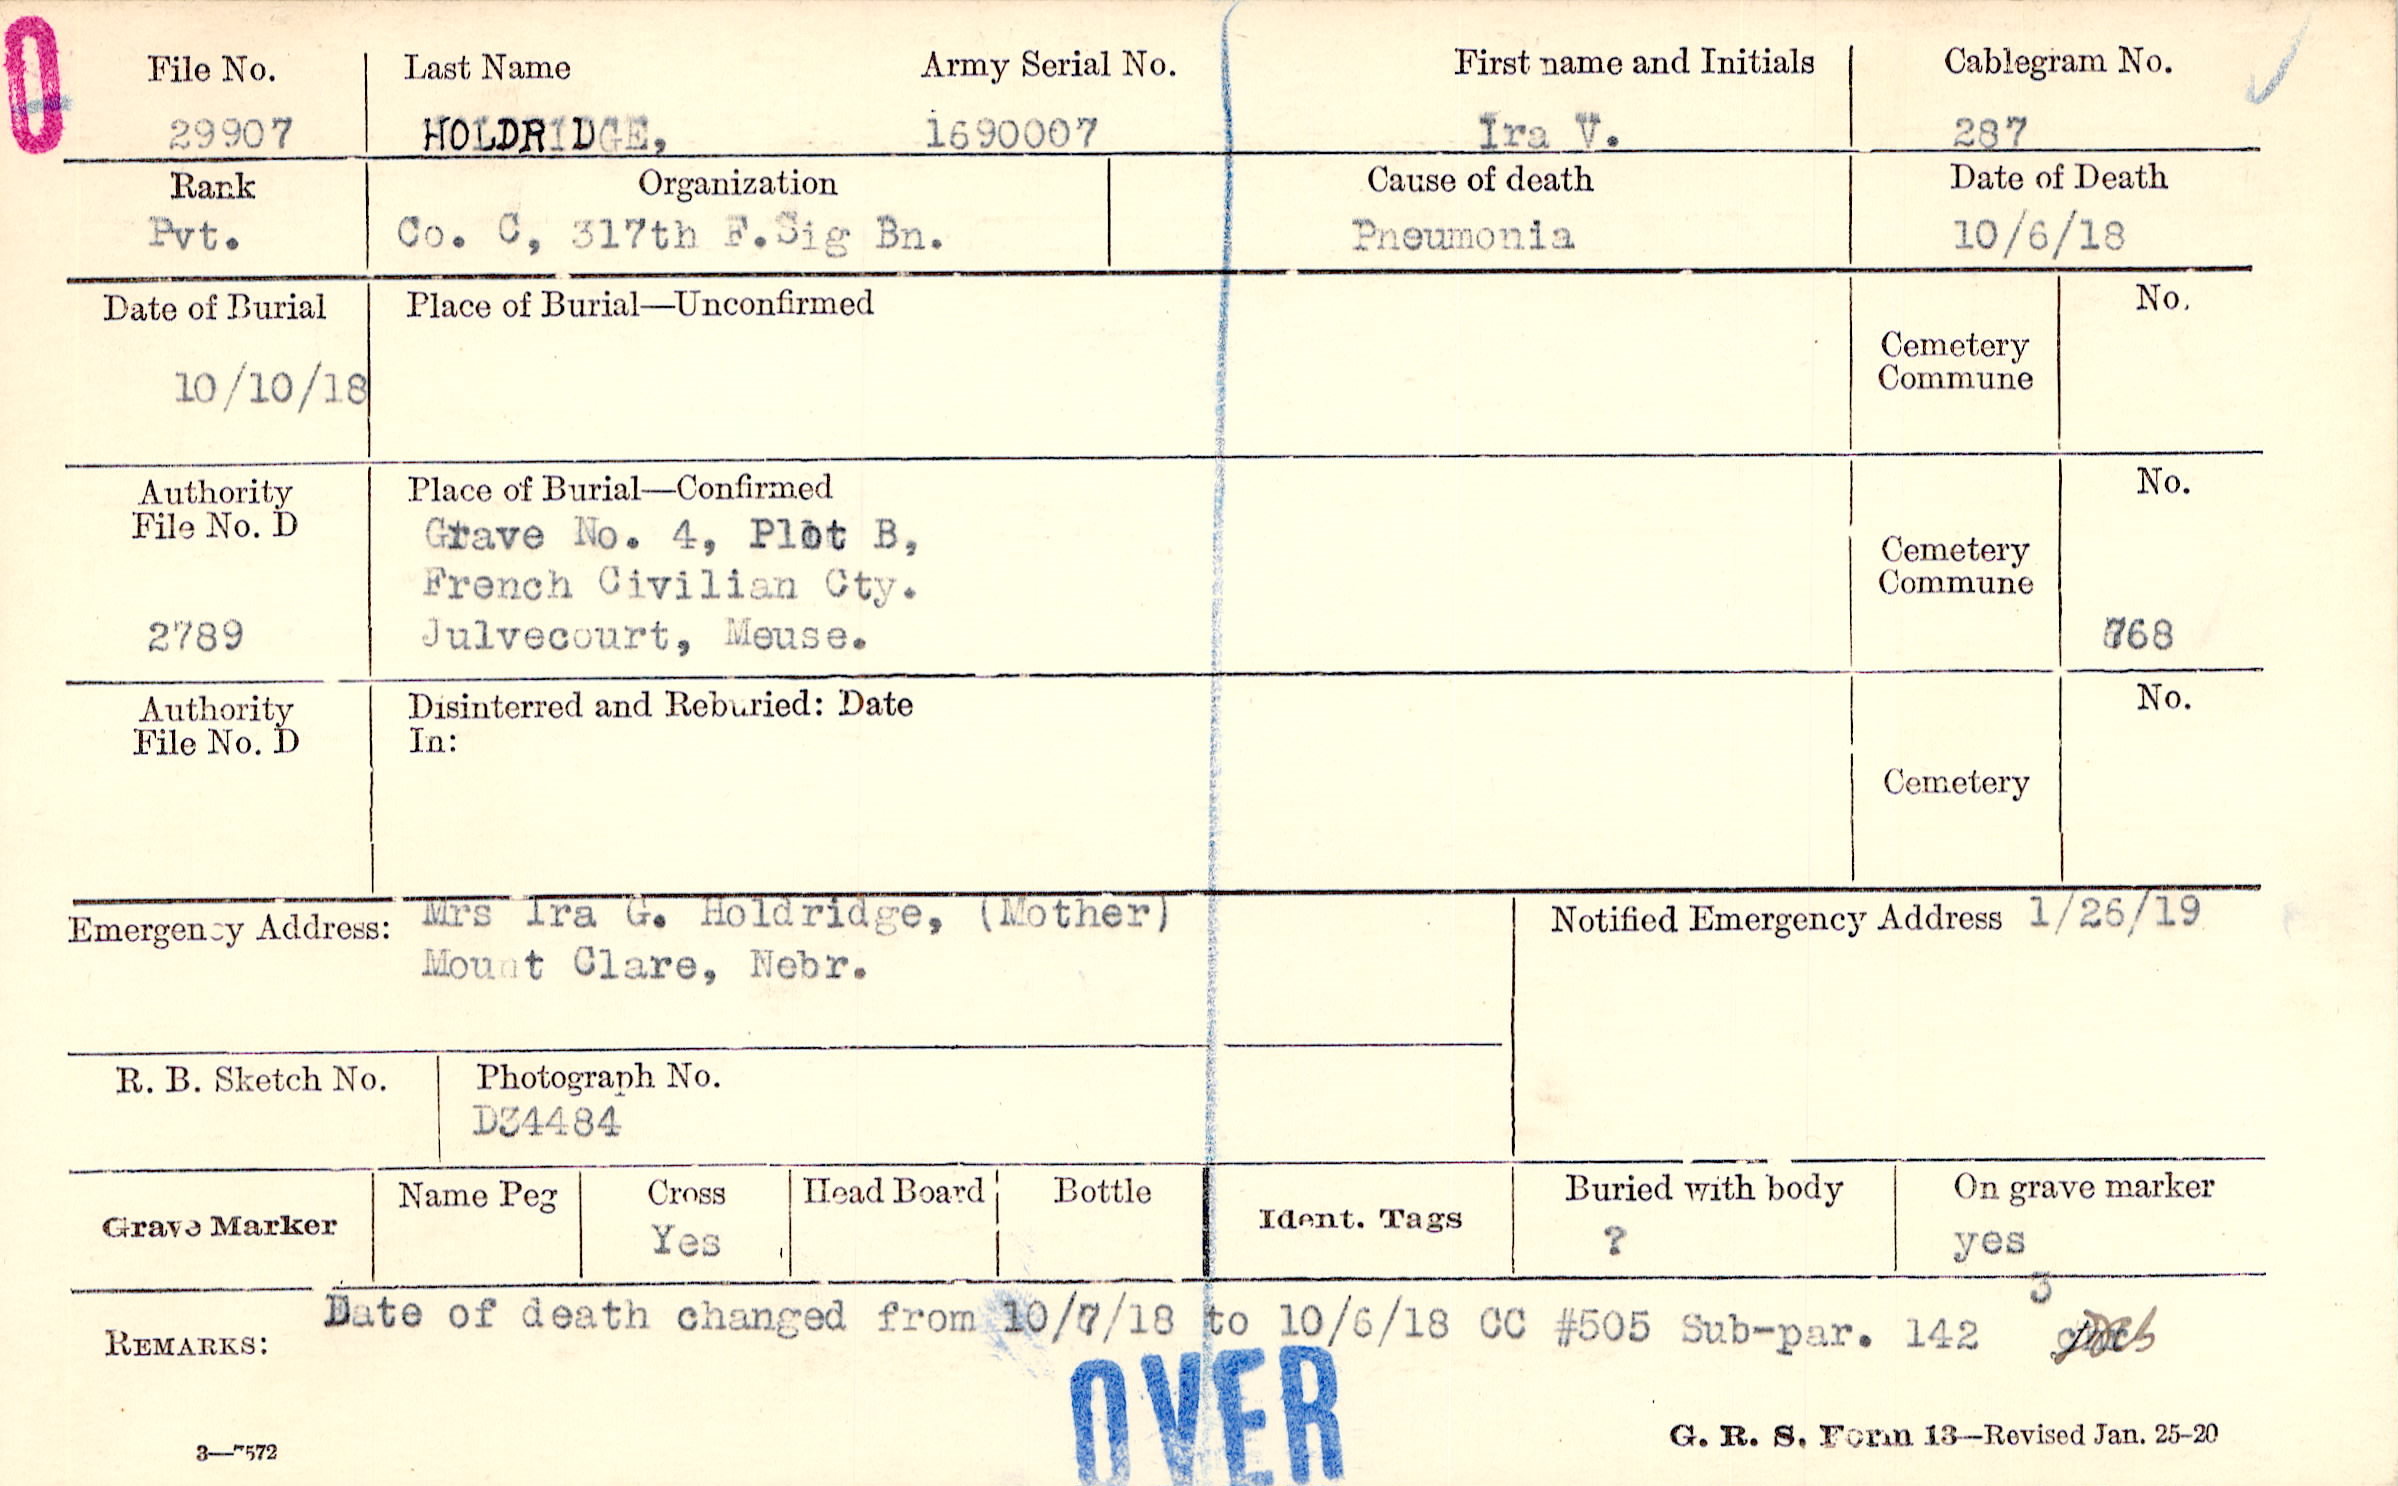 0
File No. Last Name Army Serial No. First name and Initials Cablegram No.
29907 HOLDRIDGE, 1690007 Ira V. 287
Rank Organization Cause of death Date of Death
Pvt. Co. C, 317th F.Sig Bn. Pneumonia 10/6/18
Date of Burial Place of Burial—Unconfirmed No.
Cemetery
Commune
10/10/18
Authority Place of Burial—Confirmed No.
File No. D
Grave No. 4, Plot B,
Cemetery
French Civilian Cty. Commune
2789 Julvecourt, Meuse. 768
Authority Disinterred and Reburied: Date No.
File No. D In:
Cemetery
Emergency Address: Mrs Ira G. Holdridge, (Mother) Notified Emergency Address 1/26/19
Mount Clare, Nebr.
R. B. Sketch No. Photograph No.
D34484
Grave Marker Name Peg Cross Head Board Bottle Ident. Tags Buried with body On grave marker
Yes ? yes
3
REMARKS: Date of death changed from 10/7/18 to 10/6/18 CC #505 Sub-par. 142
OVER
3—7572 G. R. S. Form 13—Revised Jan. 25-20